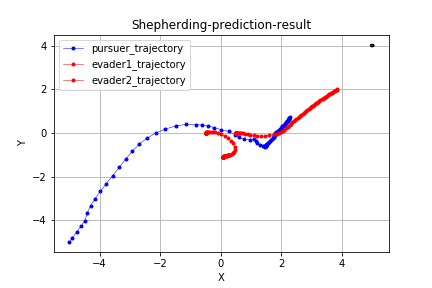 Shepherding-prediction-result
pursuer_trajectory
evader1_trajectory
evader2_trajectory
4
2
0
−2
−4
Y
−4 −2 0 2 4
X